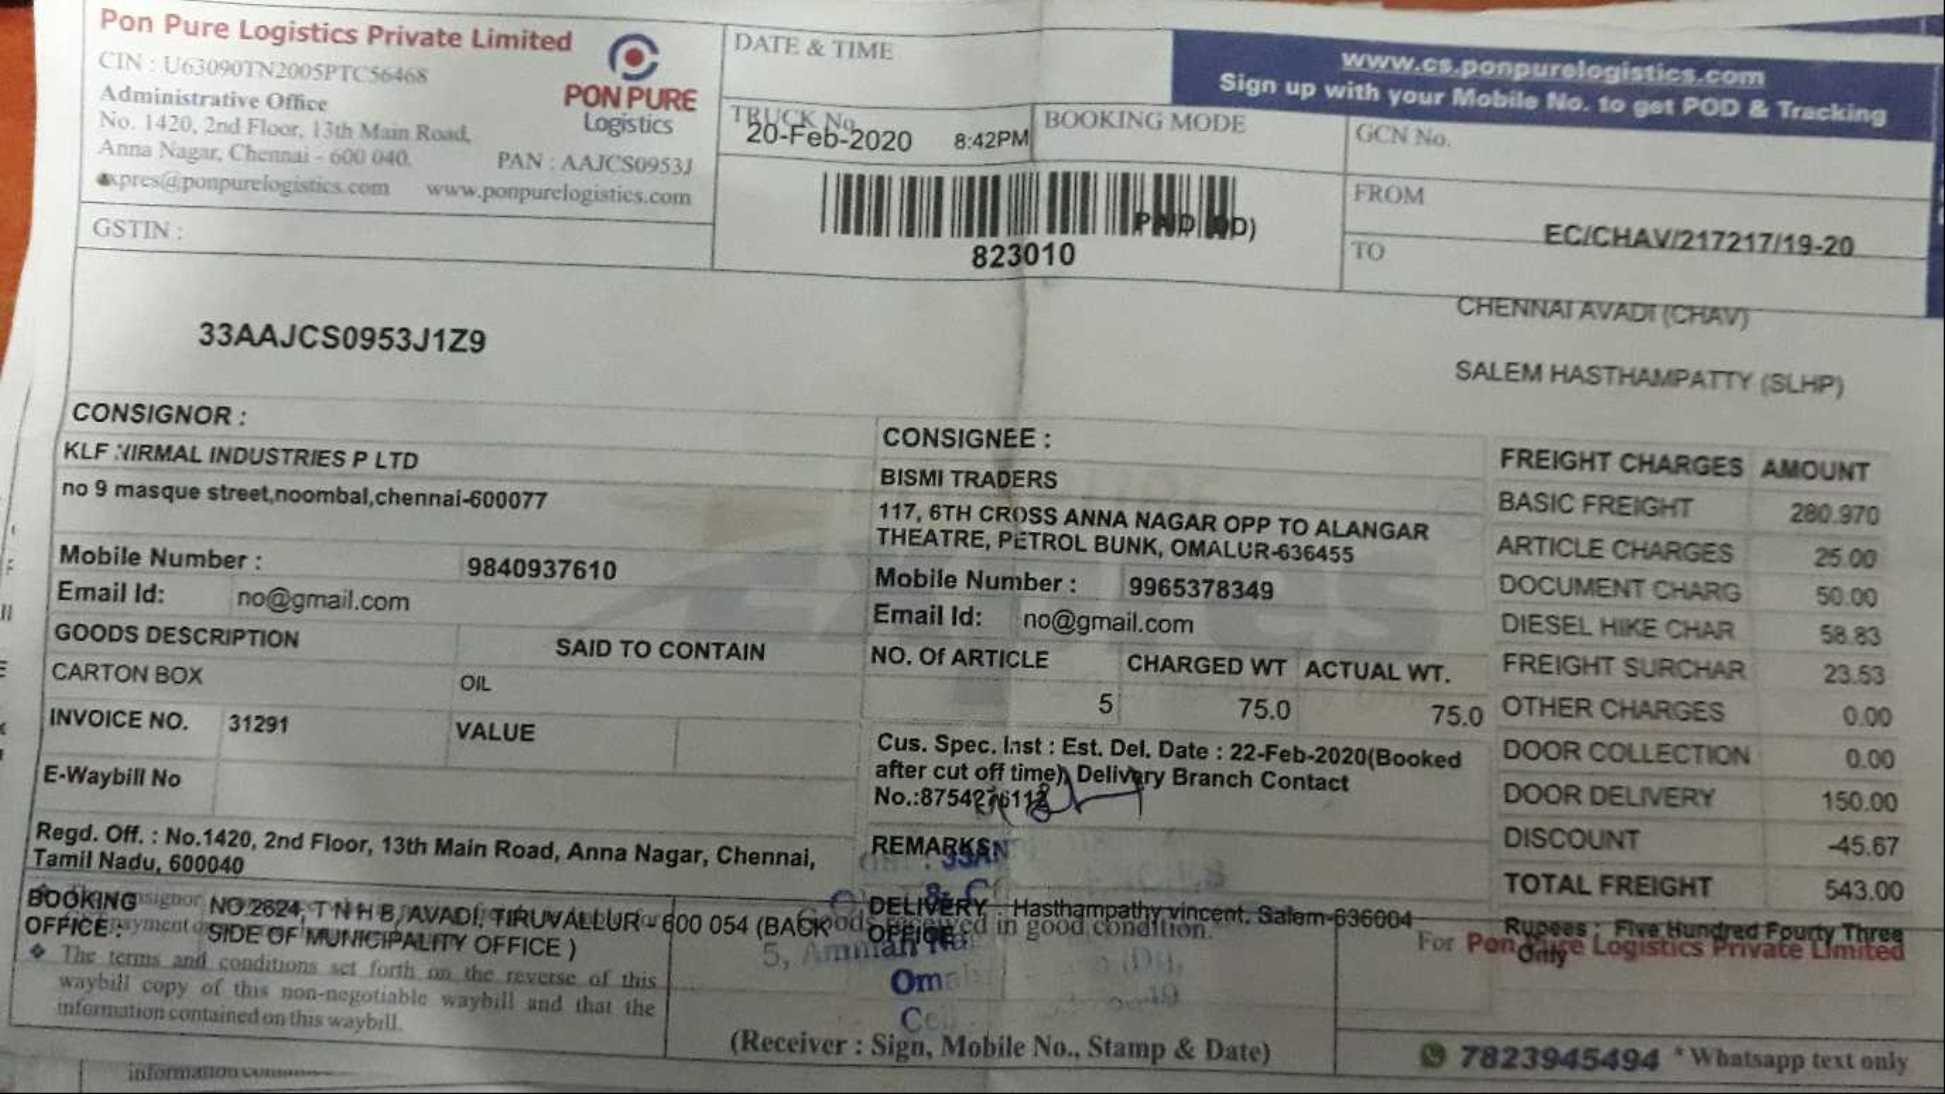 Pon Pure Logistics Private Limited
CIN : U63090TN2005PTC56468
Administrative Office
No. 1420, 2nd Floor, 13th Main Road,
Anna Nagar, Chennai - 600 040.
PAN : AAJCS0953J
xpres@ponpurelogistics.com www.ponpurelogistics.com
PON PURE
Logistics
GSTIN :
33AAJCS0953J1Z9
DATE & TIME
TRUCK No.
20-Feb-2020 8:42PM
BOOKING MODE
823010
www.cs.ponpurelogistics.com
Sign up with your Mobile No. to get POD & Tracking
GCN No.
FROM
EC/CHAV/217217/19-20
TO
CHENNAI AVADI (CHAV)
SALEM HASTHAMPATTY (SLHP)
CONSIGNOR :
KLF NIRMAL INDUSTRIES P LTD
no 9 masque street,noombal,chennai-600077
Mobile Number : 9840937610
Email Id: no@gmail.com
GOODS DESCRIPTION SAID TO CONTAIN
CARTON BOX OIL
INVOICE NO. 31291 VALUE
E-Waybill No
CONSIGNEE :
BISMI TRADERS
117, 6TH CROSS ANNA NAGAR OPP TO ALANGAR
THEATRE, PETROL BUNK, OMALUR-636455
Mobile Number : 9965378349
Email Id: no@gmail.com
NO. Of ARTICLE CHARGED WT ACTUAL WT.
5 75.0 75.0
Cus. Spec. Inst : Est. Del. Date : 22-Feb-2020(Booked
after cut off time), Delivery Branch Contact
No.:8754276112
REMARKS
FREIGHT CHARGES AMOUNT
BASIC FREIGHT 280.970
ARTICLE CHARGES 25.00
DOCUMENT CHARG 50.00
DIESEL HIKE CHAR 58.83
FREIGHT SURCHAR 23.53
OTHER CHARGES 0.00
DOOR COLLECTION 0.00
DOOR DELIVERY 150.00
DISCOUNT -45.67
TOTAL FREIGHT 543.00
Rupees : Five Hundred Fourty Three
Only
Regd. Off. : No.1420, 2nd Floor, 13th Main Road, Anna Nagar, Chennai,
Tamil Nadu, 600040
BOOKING
OFFICE :
NO.2624, T N H B, AVADI, TIRUVALLUR - 600 054 (BACK
SIDE OF MUNICIPALITY OFFICE )
The terms and conditions set forth on the reverse of this
waybill copy of this non-negotiable waybill and that the
information contained on this waybill.
DELIVERY : Hasthampathy vincent. Salem-636004
OFFICE
received in good condition.
(Receiver : Sign, Mobile No., Stamp & Date)
For Pon Pure Logistics Private Limited
7823945494 * Whatsapp text only